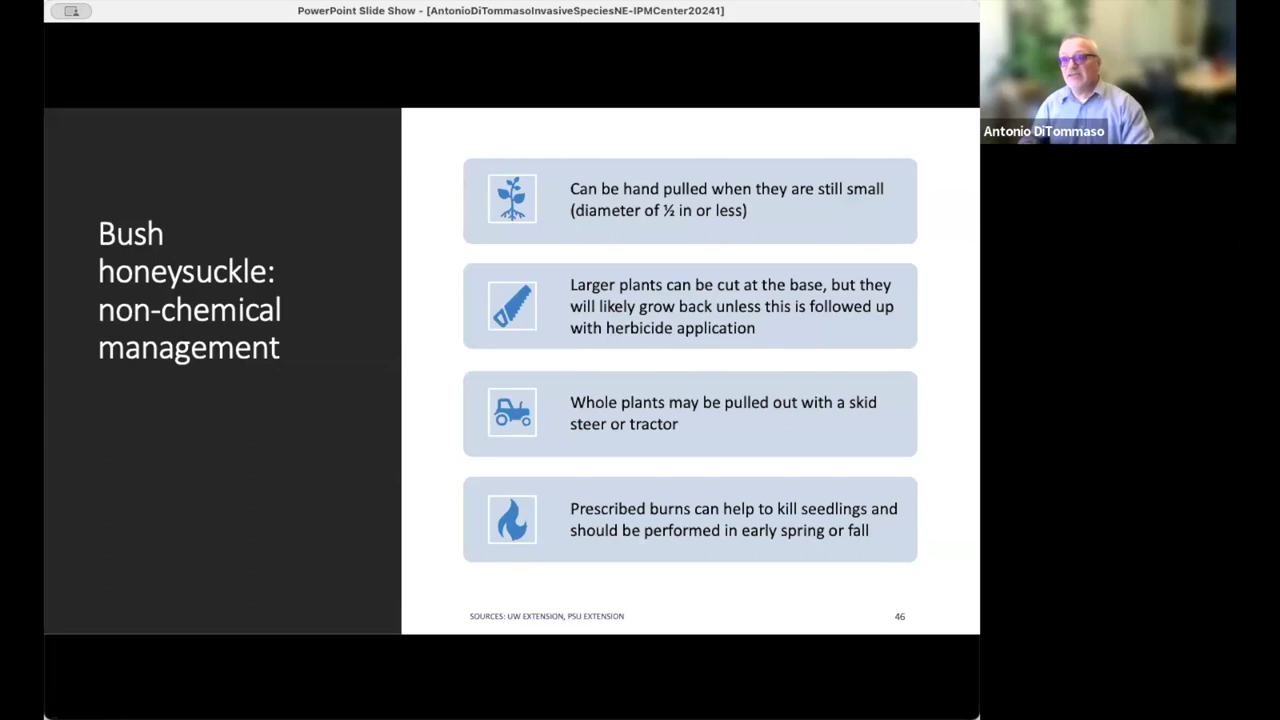 PowerPoint Slide Show - [AntonioDiTommasoInvasiveSpeciesNE-IPMCenter20241]
Antonio DiTommaso
Bush
honeysuckle:
non-chemical
management
Can be hand pulled when they are still small
(diameter of ½ in or less)
Larger plants can be cut at the base, but they
will likely grow back unless this is followed up
with herbicide application
Whole plants may be pulled out with a skid
steer or tractor
Prescribed burns can help to kill seedlings and
should be performed in early spring or fall
SOURCES: UW EXTENSION, PSU EXTENSION
46